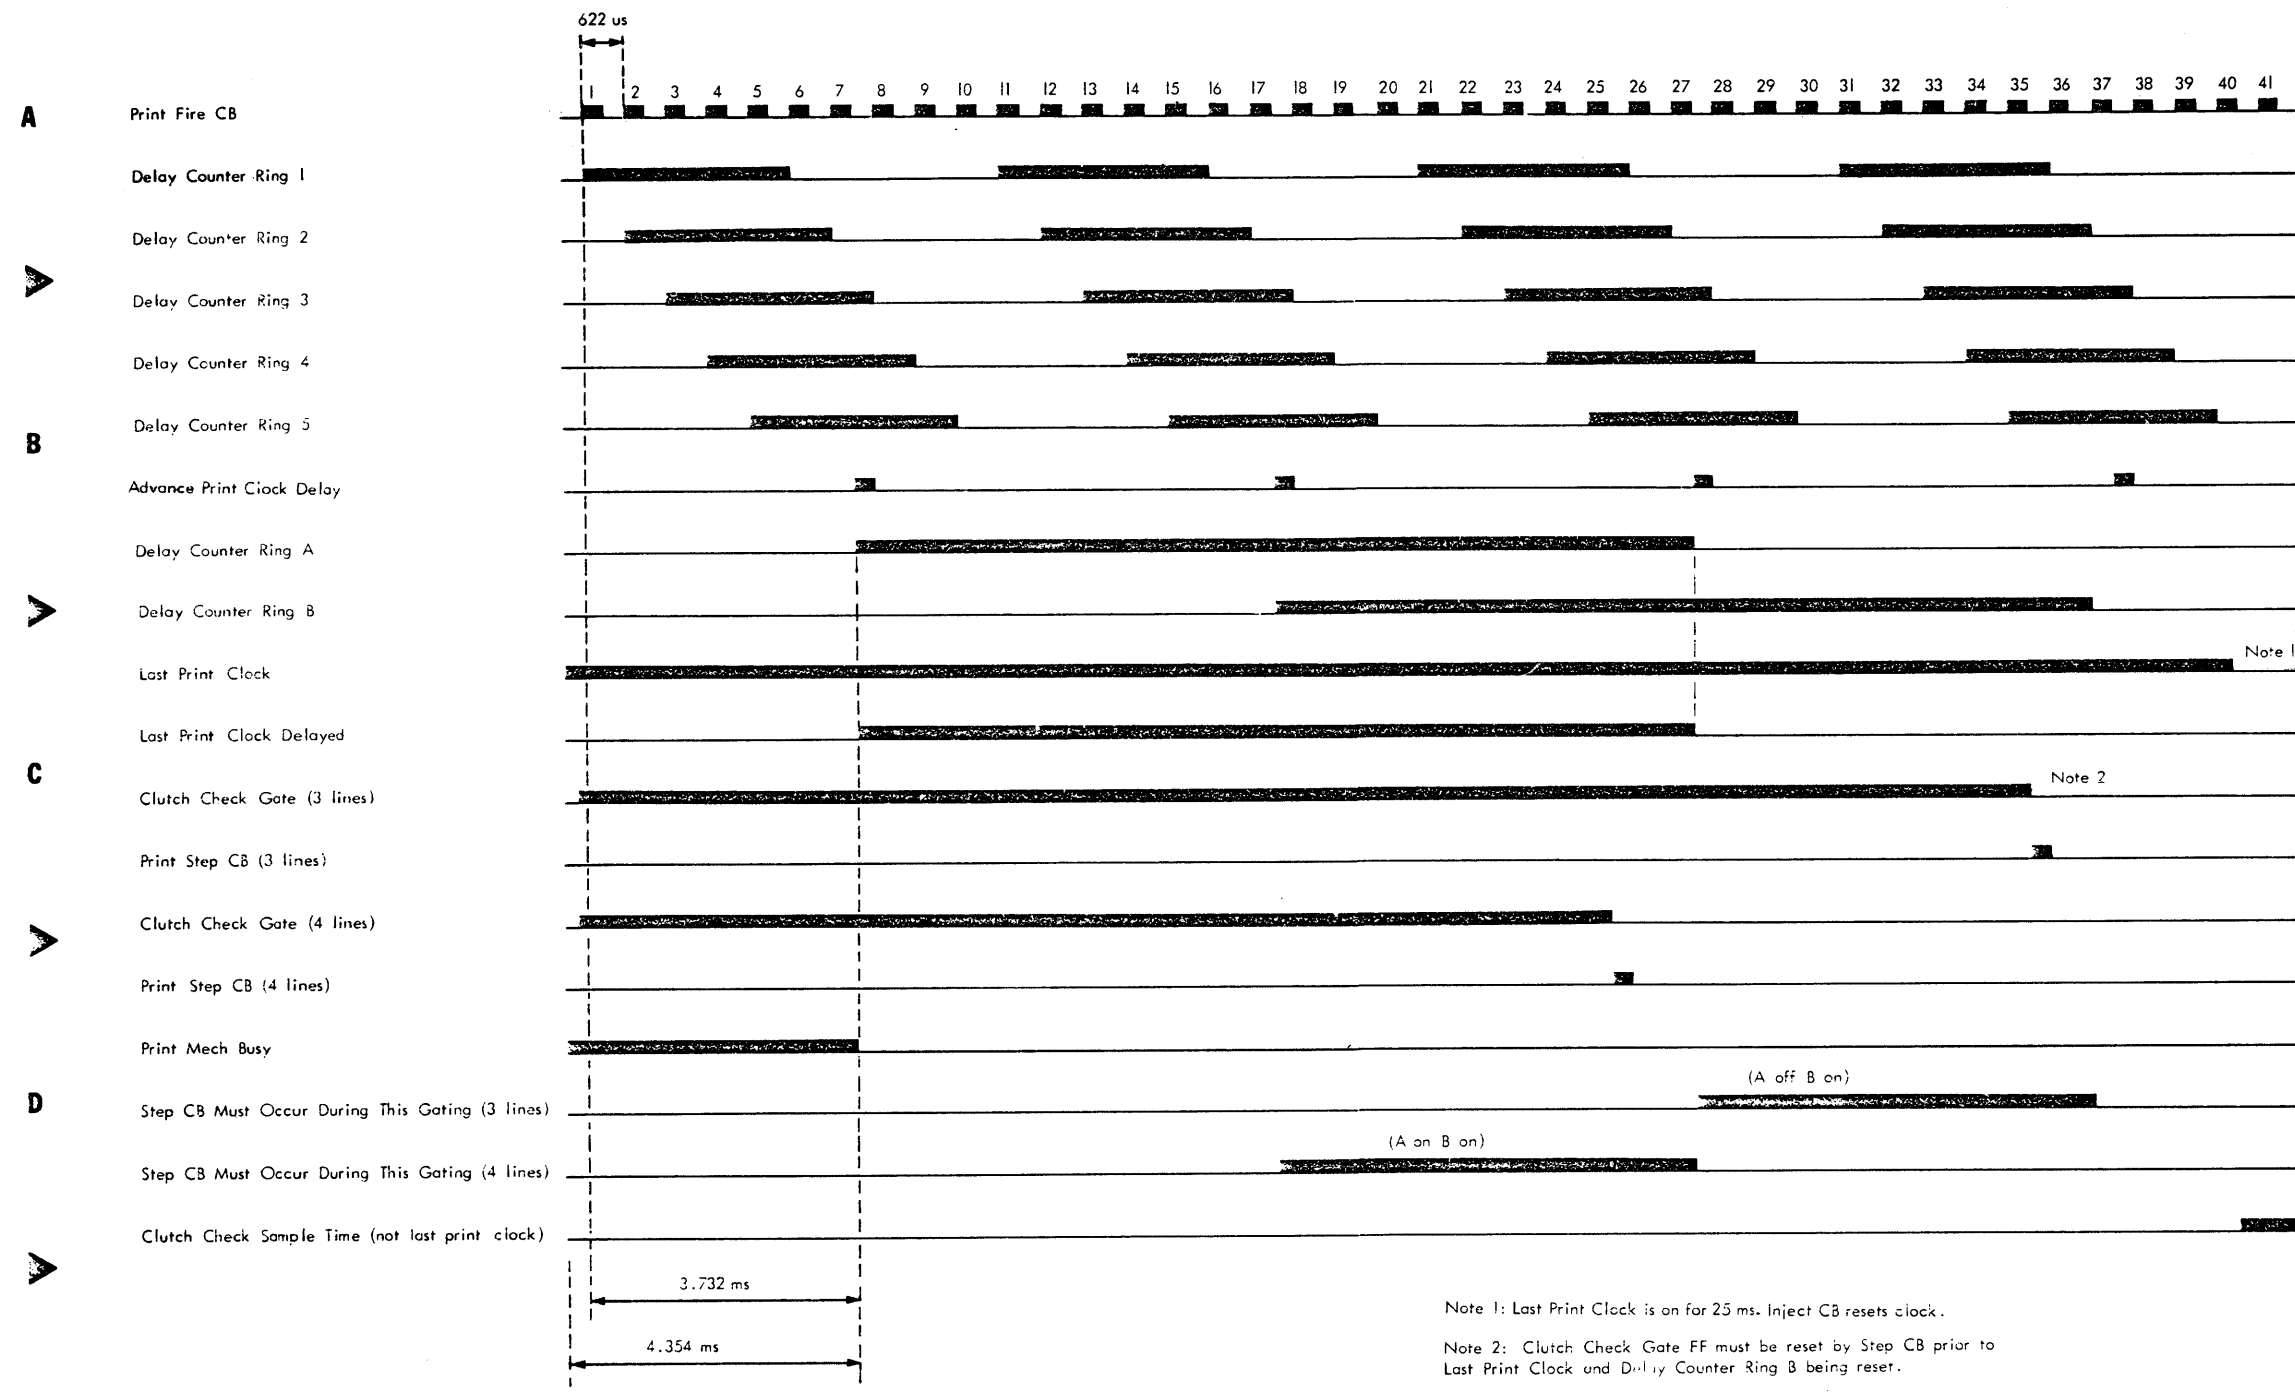 622 us
1 2 3 4 5 6 7 8 9 10 11 12 13 14 15 16 17 18 19 20 21 22 23 24 25 26 27 28 29 30 31 32 33 34 35 36 37 38 39 40 41
A Print Fire CB
Delay Counter Ring 1
Delay Counter Ring 2
Delay Counter Ring 3
Delay Counter Ring 4
Delay Counter Ring 5
B
Advance Print Clock Delay
Delay Counter Ring A
Delay Counter Ring B
Last Print Clock
Note 1
Last Print Clock Delayed
C
Clutch Check Gate (3 lines)
Note 2
Print Step CB (3 lines)
Clutch Check Gate (4 lines)
Print Step CB (4 lines)
Print Mech Busy
(A off B on)
D
Step CB Must Occur During This Gating (3 lines)
(A on B on)
Step CB Must Occur During This Gating (4 lines)
Clutch Check Sample Time (not last print clock)
3.732 ms
4.354 ms
Note 1: Last Print Clock is on for 25 ms. Inject CB resets clock.
Note 2: Clutch Check Gate FF must be reset by Step CB prior to
Last Print Clock and Delay Counter Ring B being reset.